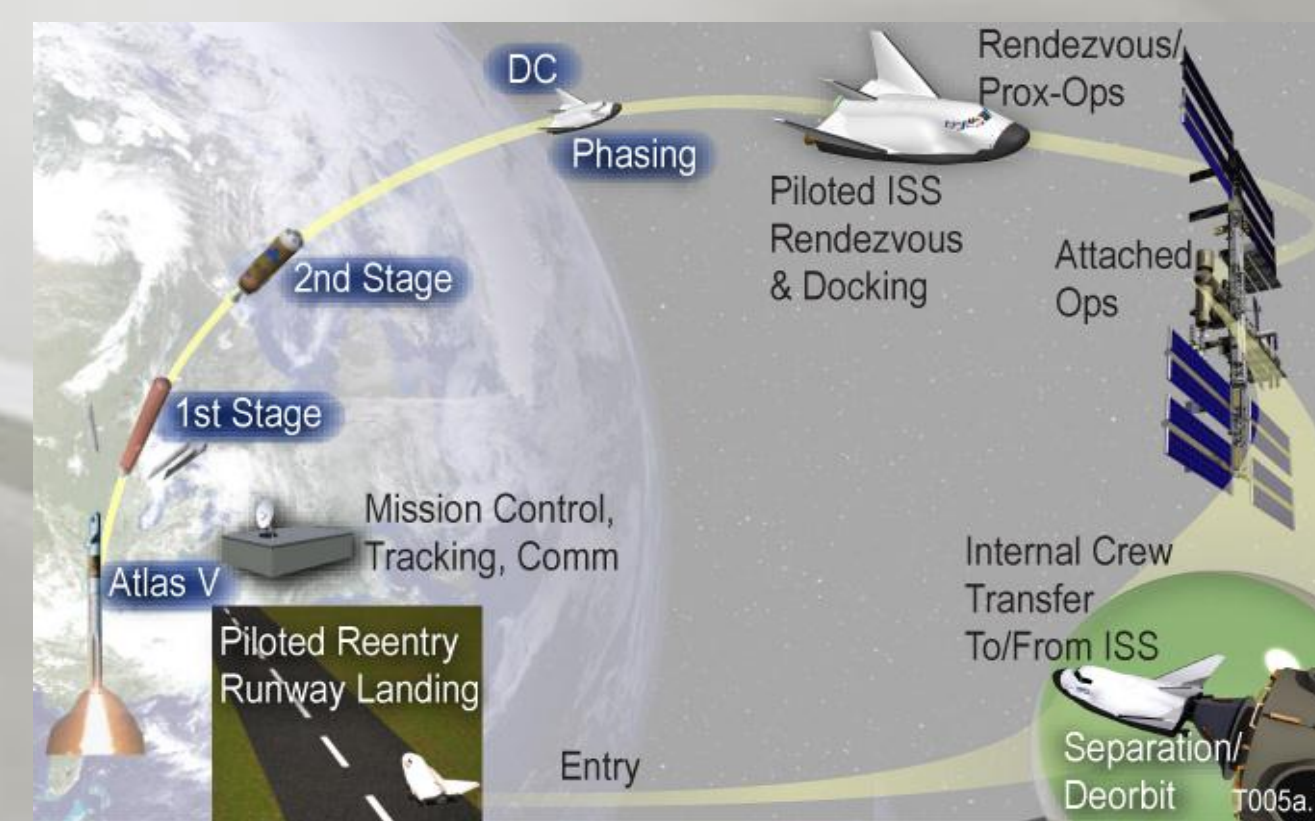 DC
Phasing
Rendezvous/
Prox-Ops
Piloted ISS
Rendezvous
& Docking
Attached
Ops
2nd Stage
1st Stage
Mission Control,
Tracking, Comm
Atlas V
Piloted Reentry
Runway Landing
Internal Crew
Transfer
To/From ISS
Entry
Separation/
Deorbit
T005a.